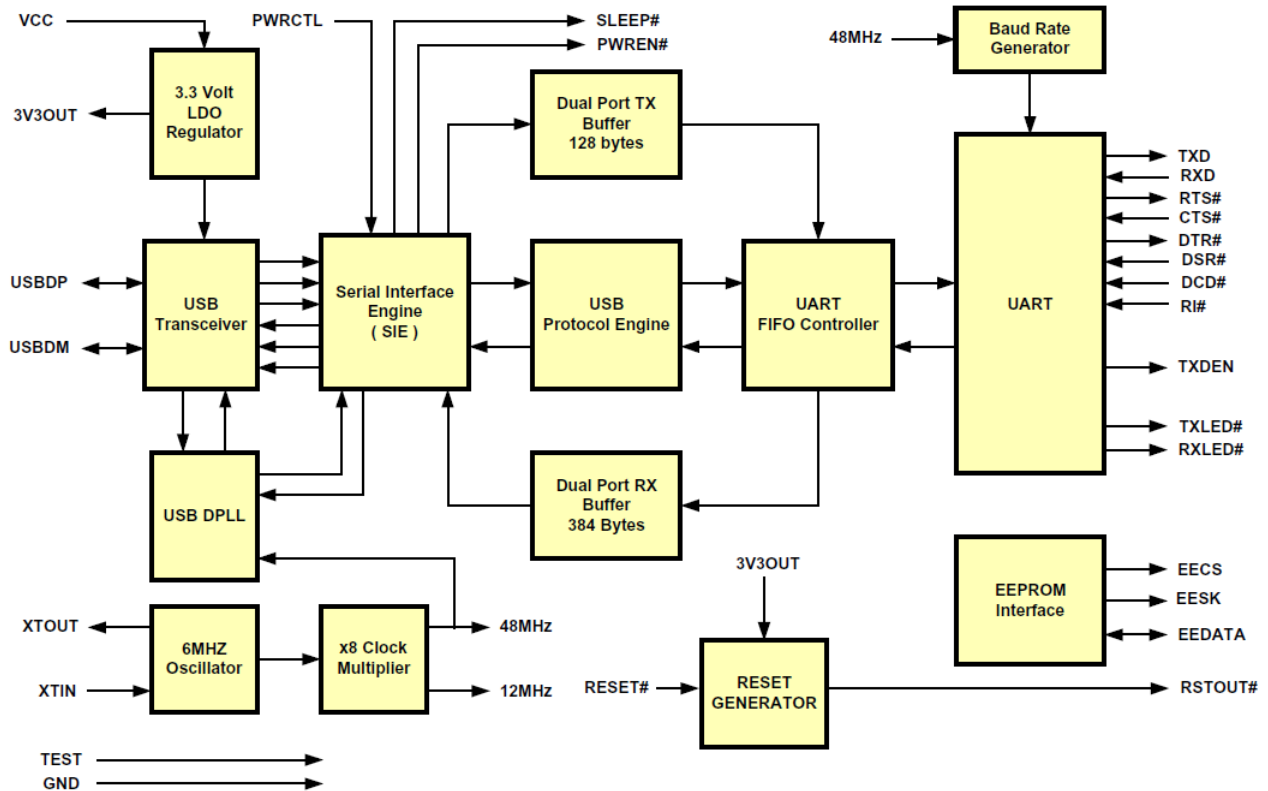 VCC
PWRCTL
SLEEP#
PWREN#
48MHz
Baud Rate
Generator
3.3 Volt
LDO
Regulator
3V3OUT
Dual Port TX
Buffer
128 bytes
TXD
RXD
RTS#
CTS#
DTR#
DSR#
DCD#
RI#
TXDEN
TXLED#
RXLED#
USBDP
USBDM
USB
Transceiver
Serial Interface
Engine
( SIE )
USB
Protocol Engine
UART
FIFO Controller
UART
USB DPLL
Dual Port RX
Buffer
384 Bytes
3V3OUT
EEPROM
Interface
EECS
EESK
EEDATA
XTOUT
XTIN
6MHZ
Oscillator
x8 Clock
Multiplier
48MHz
12MHz
RESET#
RESET
GENERATOR
RSTOUT#
TEST
GND